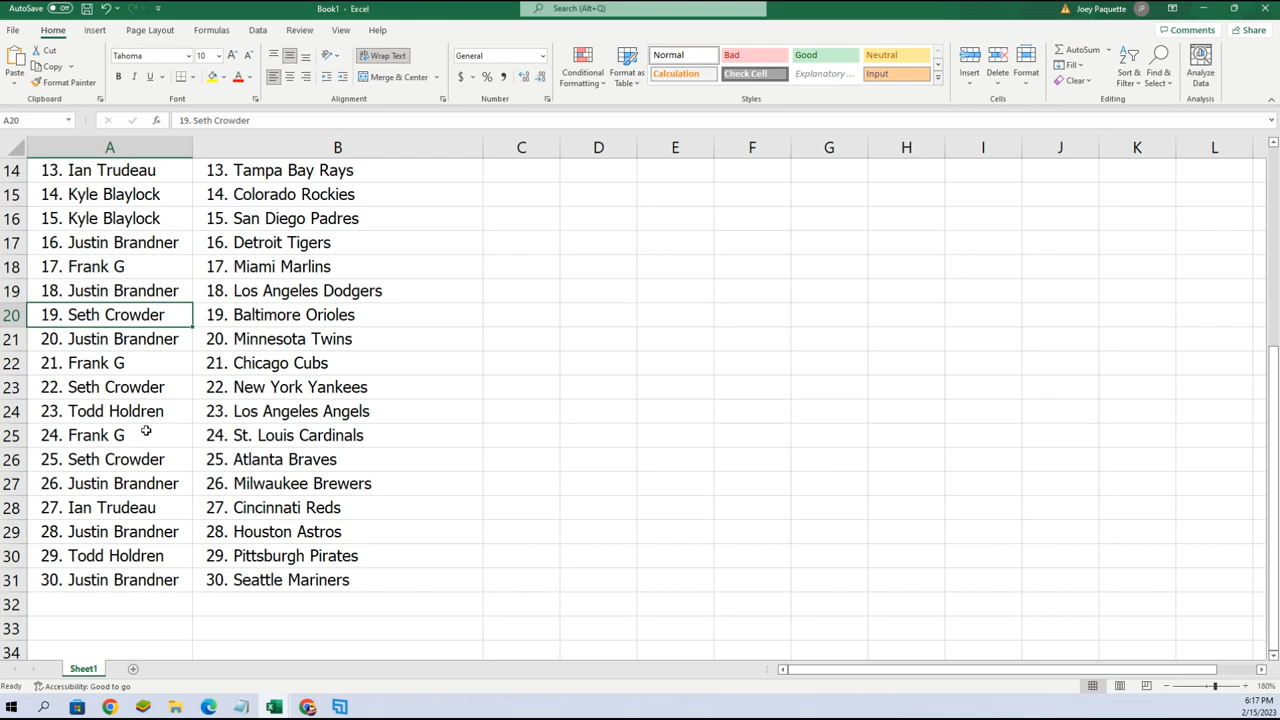 AutoSave Off Book1 - Excel Search (Alt+Q) Joey Paquette JP
File Home Insert Page Layout Formulas Data Review View Help Comments Share
Paste Cut Copy Format Painter Clipboard
Tahoma 10 B I U A Font
Wrap Text Merge & Center Alignment
General $ % , Number
Conditional Formatting Format as Table Normal Bad Good Neutral Calculation Check Cell Explanatory ... Input Styles
Insert Delete Format Cells
AutoSum Fill Clear Sort & Filter Find & Select Editing
Analyze Data Analysis
A20 fx 19. Seth Crowder
A B C D E F G H I J K L
14 13. Ian Trudeau 13. Tampa Bay Rays
15 14. Kyle Blaylock 14. Colorado Rockies
16 15. Kyle Blaylock 15. San Diego Padres
17 16. Justin Brandner 16. Detroit Tigers
18 17. Frank G 17. Miami Marlins
19 18. Justin Brandner 18. Los Angeles Dodgers
20 19. Seth Crowder 19. Baltimore Orioles
21 20. Justin Brandner 20. Minnesota Twins
22 21. Frank G 21. Chicago Cubs
23 22. Seth Crowder 22. New York Yankees
24 23. Todd Holdren 23. Los Angeles Angels
25 24. Frank G 24. St. Louis Cardinals
26 25. Seth Crowder 25. Atlanta Braves
27 26. Justin Brandner 26. Milwaukee Brewers
28 27. Ian Trudeau 27. Cincinnati Reds
29 28. Justin Brandner 28. Houston Astros
30 29. Todd Holdren 29. Pittsburgh Pirates
31 30. Justin Brandner 30. Seattle Mariners
32
33
34
Sheet1
Ready Accessibility: Good to go 180%
6:17 PM
2/15/2023